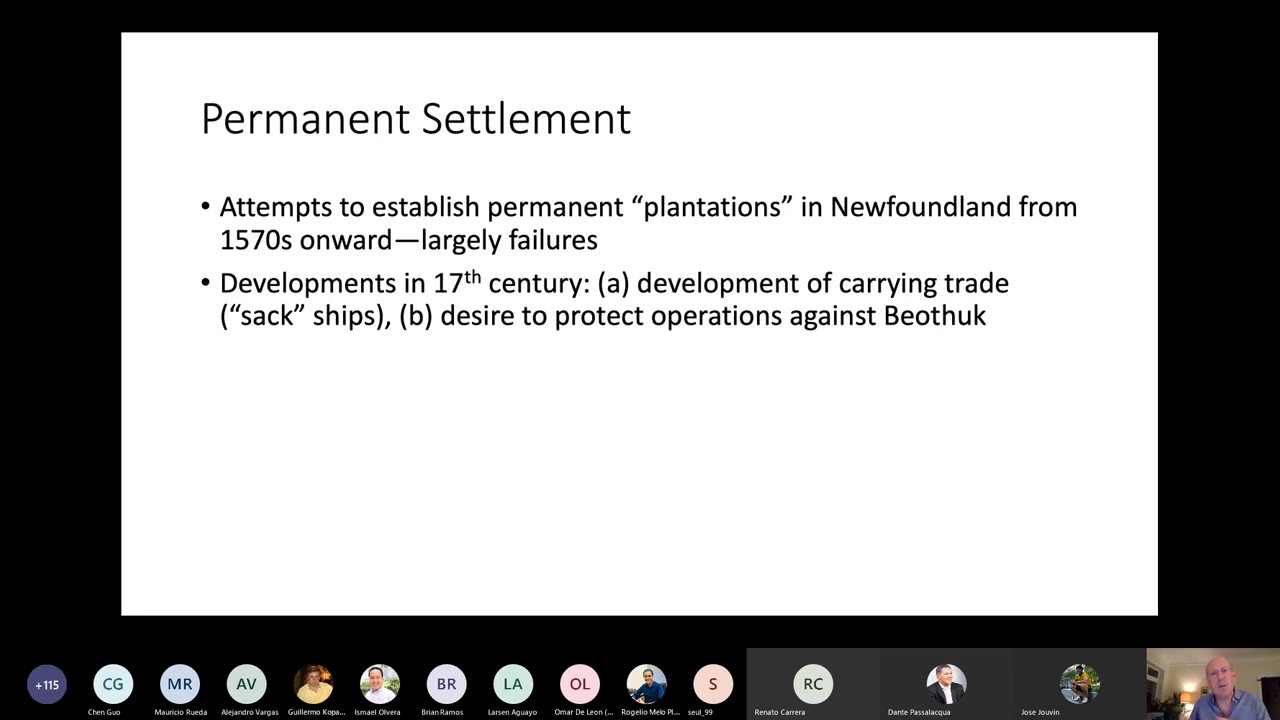 Permanent Settlement
• Attempts to establish permanent “plantations” in Newfoundland from
1570s onward—largely failures
• Developments in 17th century: (a) development of carrying trade
(“sack” ships), (b) desire to protect operations against Beothuk
+115
CG
MR
AV
BR
LA
OL
S
RC
Chen Guo
Mauricio Rueda
Alejandro Vargas
Guillermo Kopa...
Ismael Olvera
Brian Ramos
Larsen Aguayo
Omar De Leon (...
Rogelio Melo Pl...
seul_99
Renato Carrera
Dante Passalacqua
Jose Jouvin